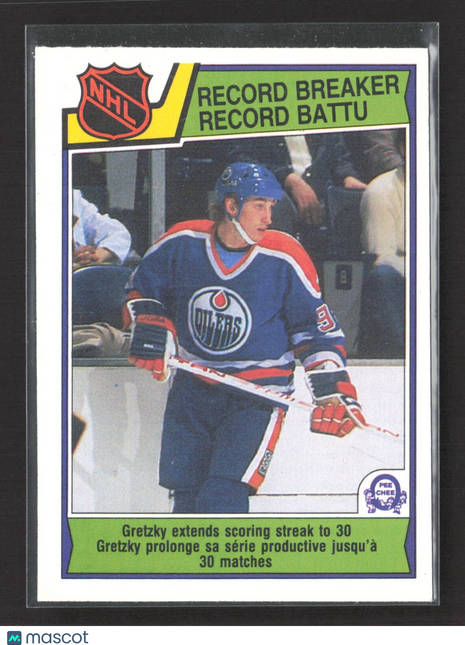 NHL
RECORD BREAKER
RECORD BATTU
OILERS
9
PEE
CHEE
Gretzky extends scoring streak to 30
Gretzky prolonge sa série productive jusqu'à
30 matches
mascot